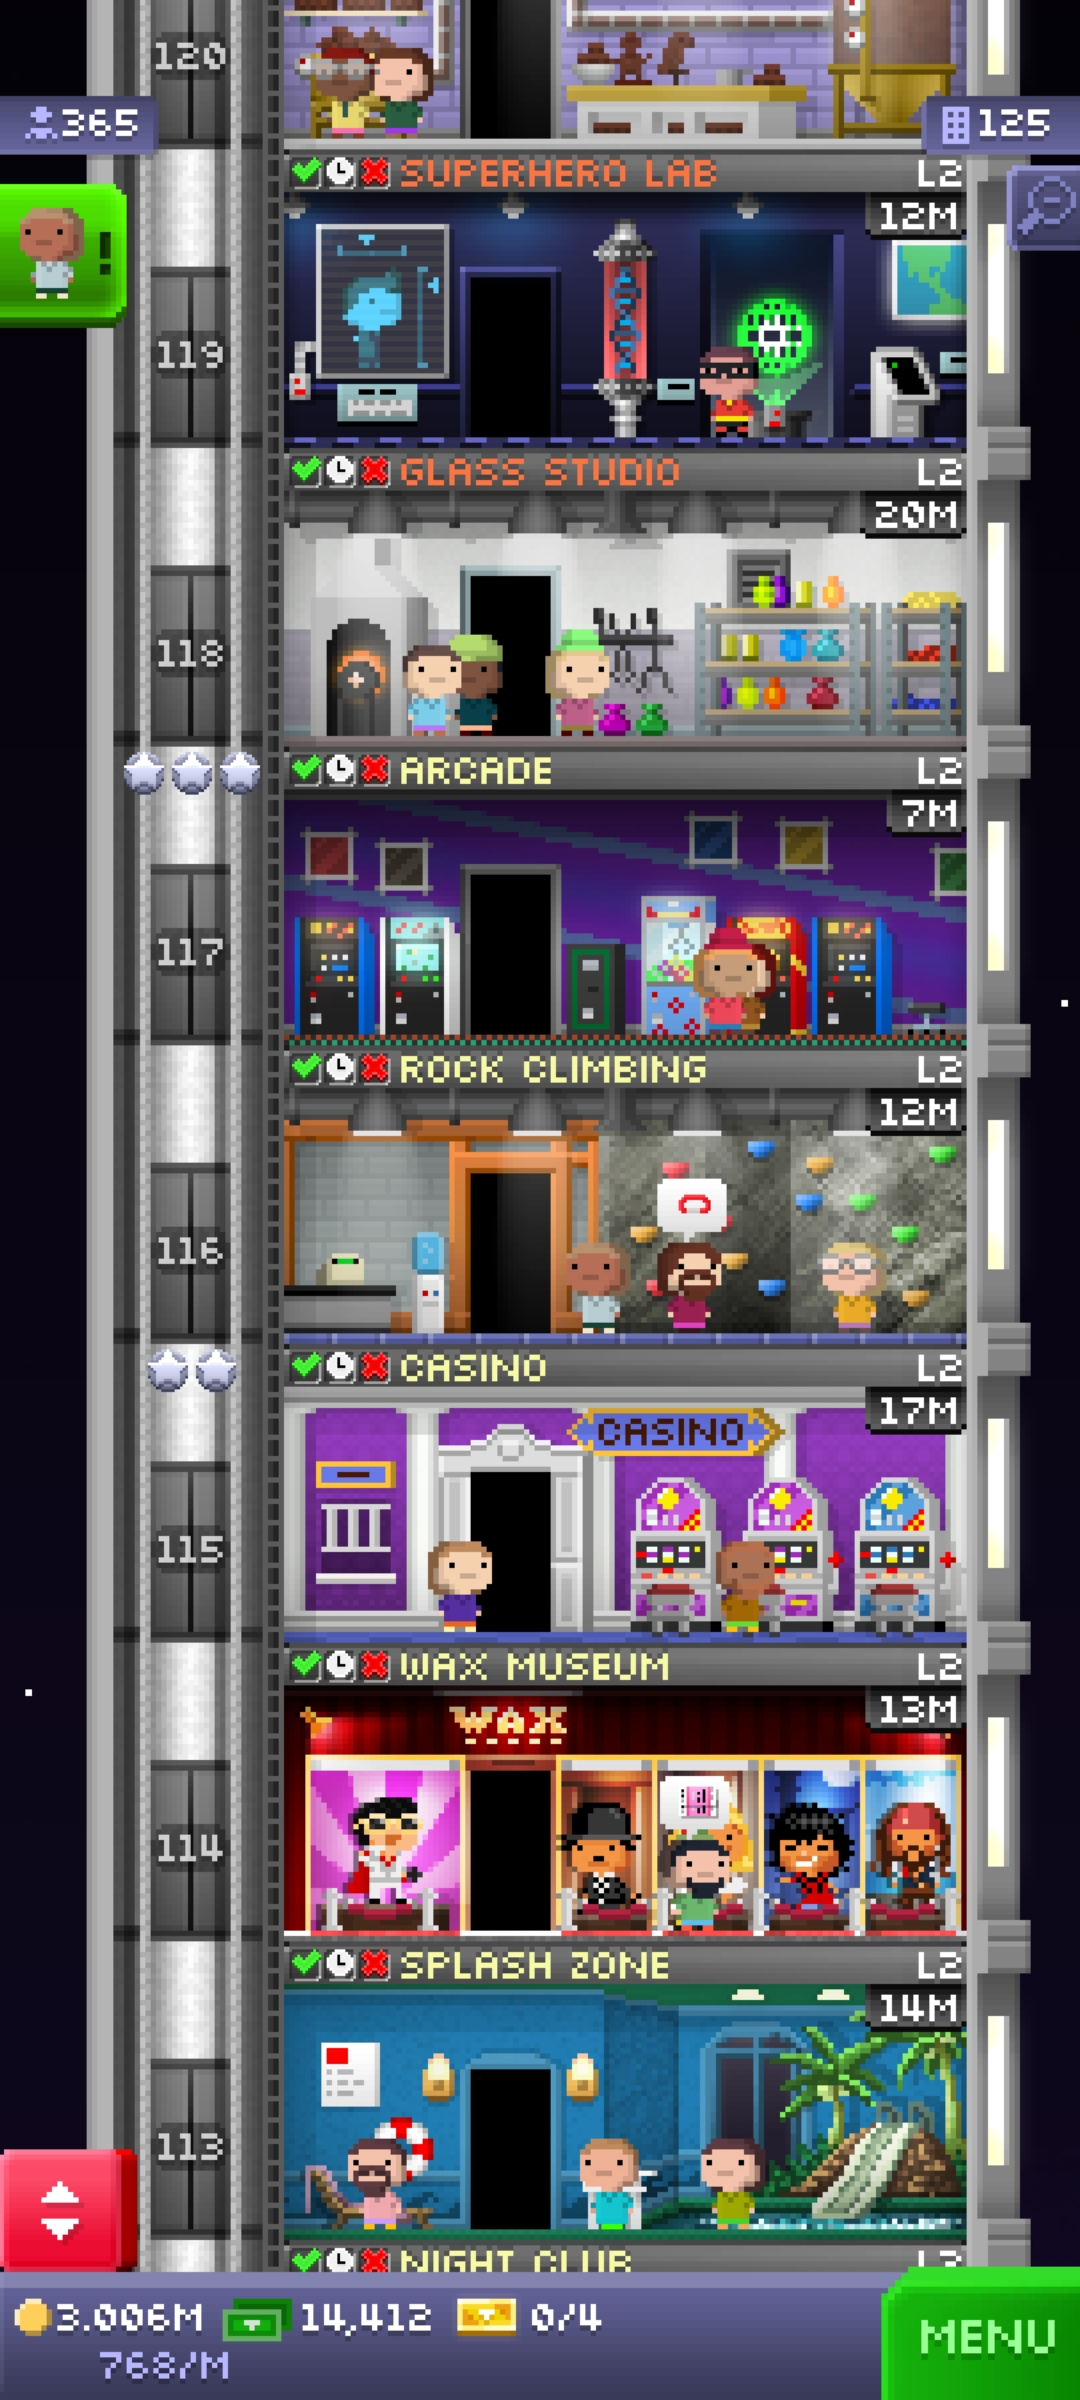 120
365
125
SUPERHERO LAB L2
12M
!
119
GLASS STUDIO L2
20M
118
ARCADE L2
7M
117
ROCK CLIMBING L2
12M
116
CASINO L2
17M
CASINO
115
WAX MUSEUM L2
13M
WAX
114
SPLASH ZONE L2
14M
113
NIGHT CLUB L3
3.006M 14,412 0/4
768/M
MENU